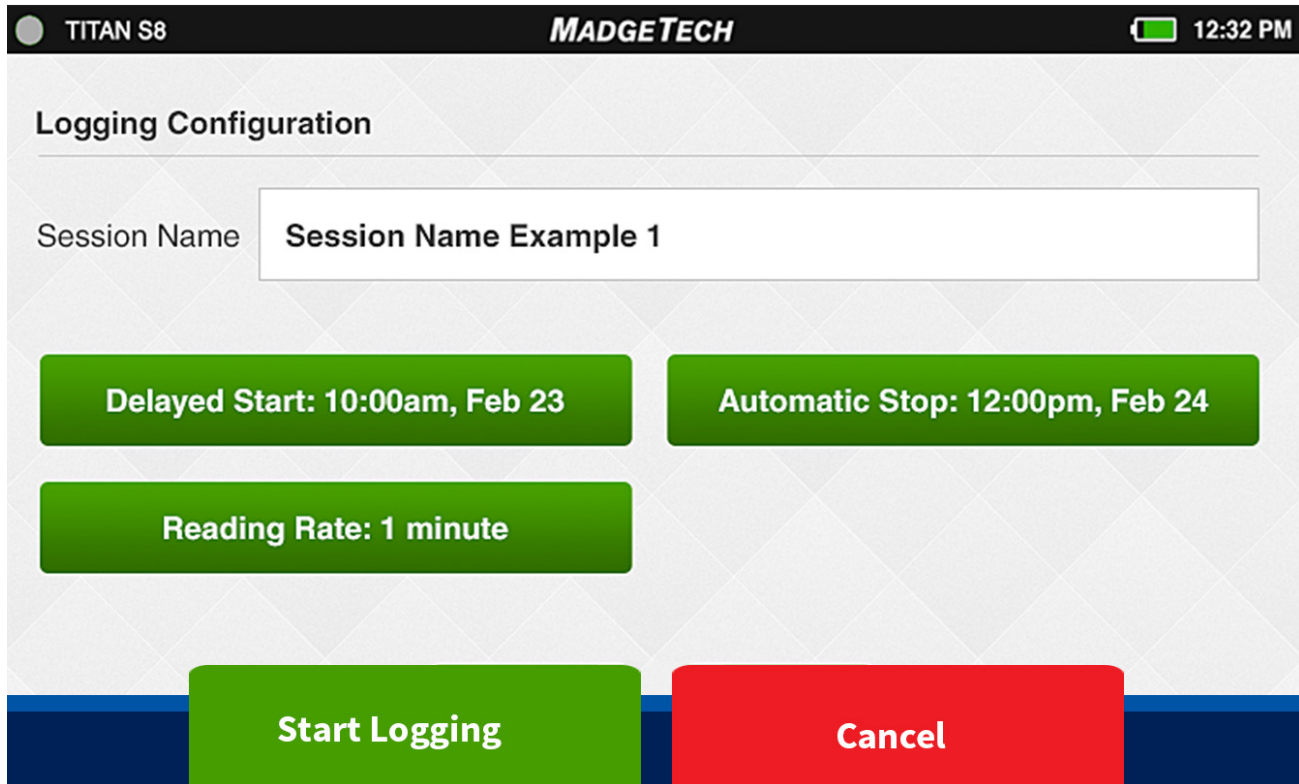 TITAN S8 MADGETECH 12:32 PM
Logging Configuration
Session Name Session Name Example 1
Delayed Start: 10:00am, Feb 23 Automatic Stop: 12:00pm, Feb 24
Reading Rate: 1 minute
Start Logging Cancel